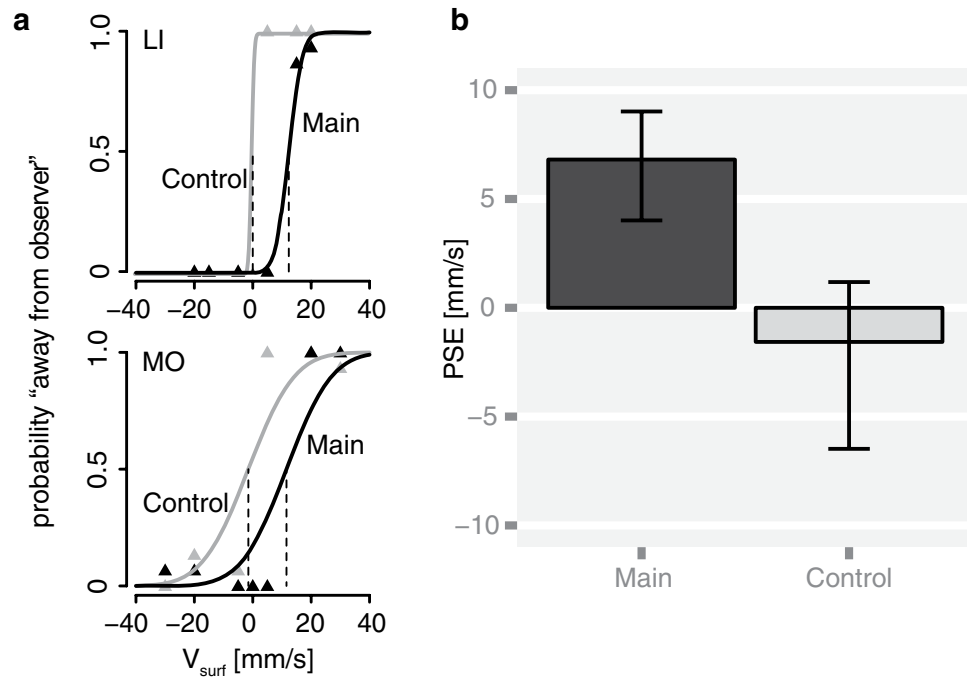 a
probability “away from observer”
LI
1.0
0.5
0
Control
Main
−40 −20 0 20 40
MO
1.0
0.5
0
Control
Main
−40 −20 0 20 40
Vsurf [mm/s]
b
PSE [mm/s]
10
5
0
−5
−10
Main Control